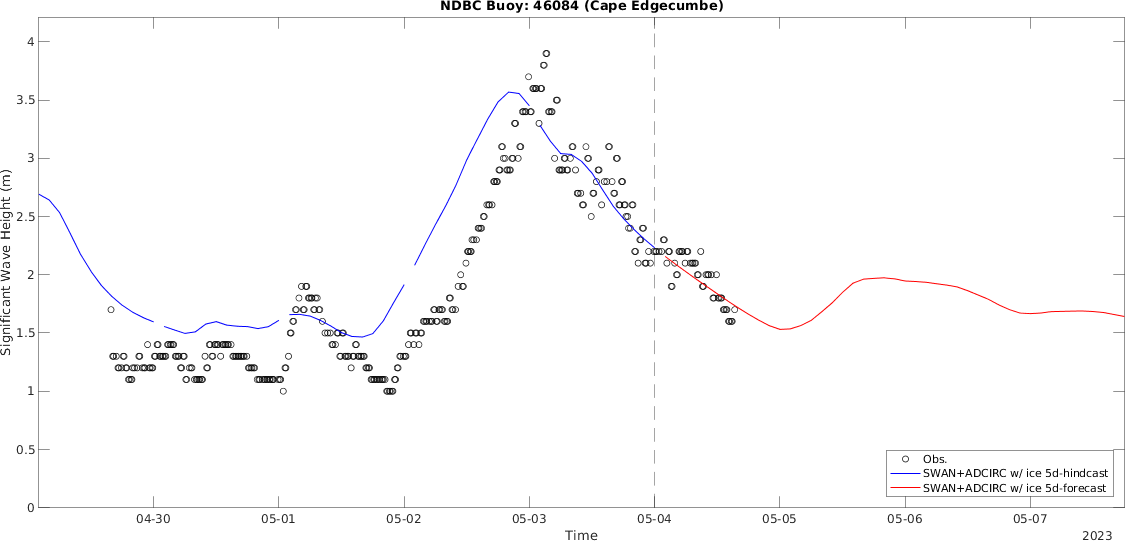 NDBC Buoy: 46084 (Cape Edgecumbe)
Significant Wave Height (m)
4
3.5
3
2.5
2
1.5
1
0.5
0
Obs.
SWAN+ADCIRC w/ ice 5d-hindcast
SWAN+ADCIRC w/ ice 5d-forecast
04-30 05-01 05-02 05-03 05-04 05-05 05-06 05-07
Time
2023